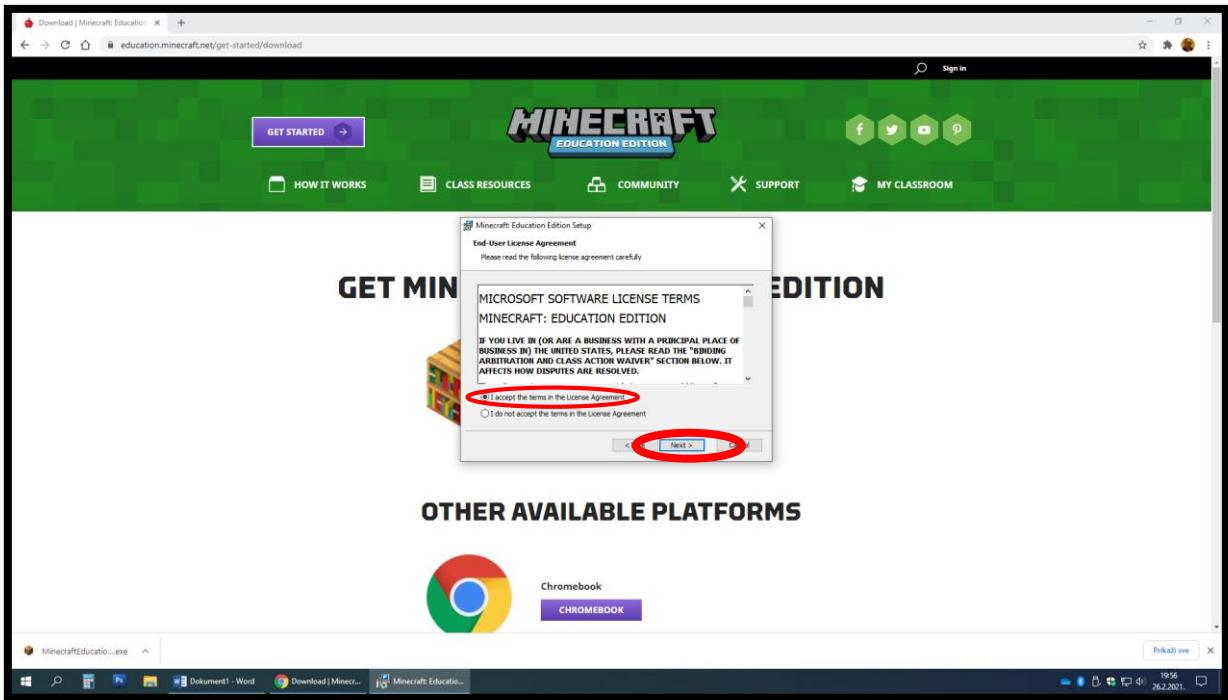 Download | Minecraft: Education
education.minecraft.net/get-started/download
Sign in
GET STARTED
MINECRAFT
EDUCATION EDITION
HOW IT WORKS
CLASS RESOURCES
COMMUNITY
SUPPORT
MY CLASSROOM
Minecraft: Education Edition Setup
End-User License Agreement
Please read the following license agreement carefully
GET MIN
EDITION
MICROSOFT SOFTWARE LICENSE TERMS
MINECRAFT: EDUCATION EDITION
IF YOU LIVE IN (OR ARE A BUSINESS WITH A PRINCIPAL PLACE OF
BUSINESS IN) THE UNITED STATES, PLEASE READ THE "BINDING
ARBITRATION AND CLASS ACTION WAIVER" SECTION BELOW. IT
AFFECTS HOW DISPUTES ARE RESOLVED.
I accept the terms in the License Agreement
I do not accept the terms in the License Agreement
Next >
OTHER AVAILABLE PLATFORMS
Chromebook
CHROMEBOOK
MinecraftEducatio....exe
Prikaži sve
Dokument1 - Word
Download | Minecr...
Minecraft: Educatio...
19:56
26.2.2021.